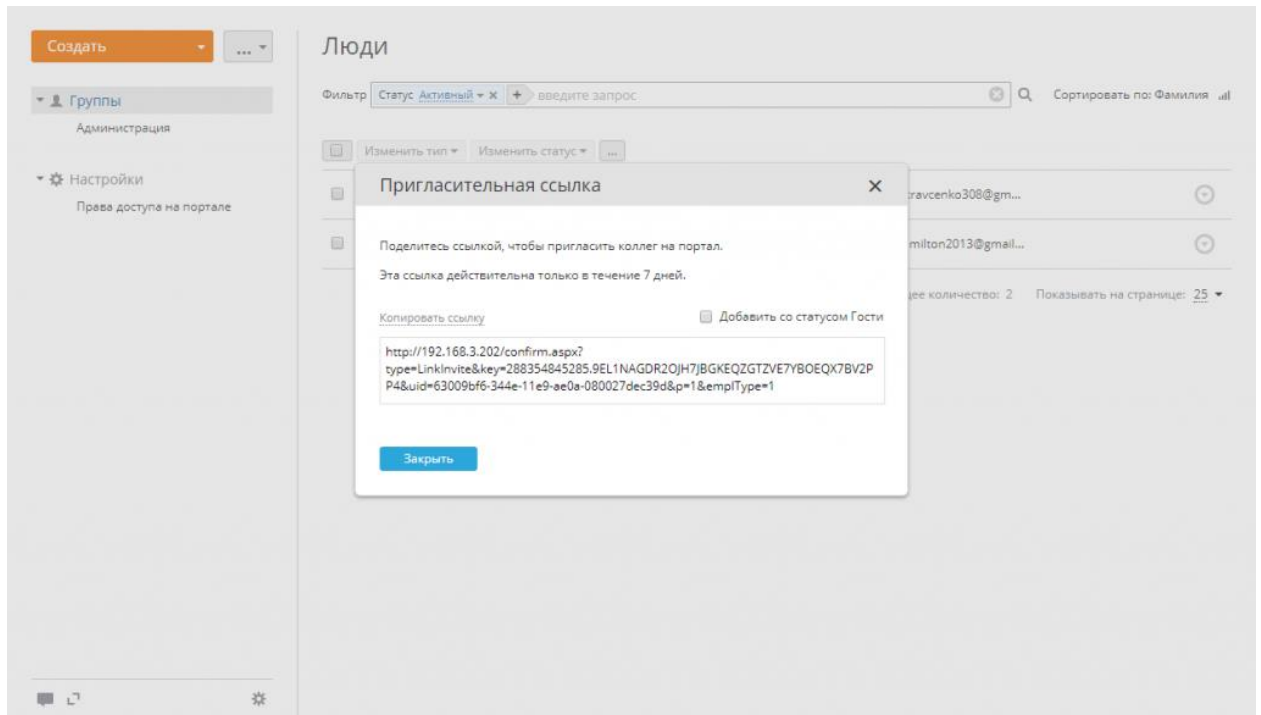 Создать
...
Люди
Группы
Администрация
Настройки
Права доступа на портале
Фильтр Статус Активный x + введите запрос
Сортировать по: Фамилия
Изменить тип Изменить статус ...
Пригласительная ссылка
Поделитесь ссылкой, чтобы пригласить коллег на портал.
Эта ссылка действительна только в течение 7 дней.
Копировать ссылку
Добавить со статусом Гости
http://192.168.3.202/confirm.aspx?
type=LinkInvite&key=288354845285.9EL1NAGDR2OJH7JBGKEQZGTZVE7YBOEQX7BV2P
P4&uid=63009bf6-344e-11e9-ae0a-080027dec39d&p=1&emplType=1
Закрыть
ravcenko308@gm...
milton2013@gmail...
количество: 2 Показывать на странице: 25